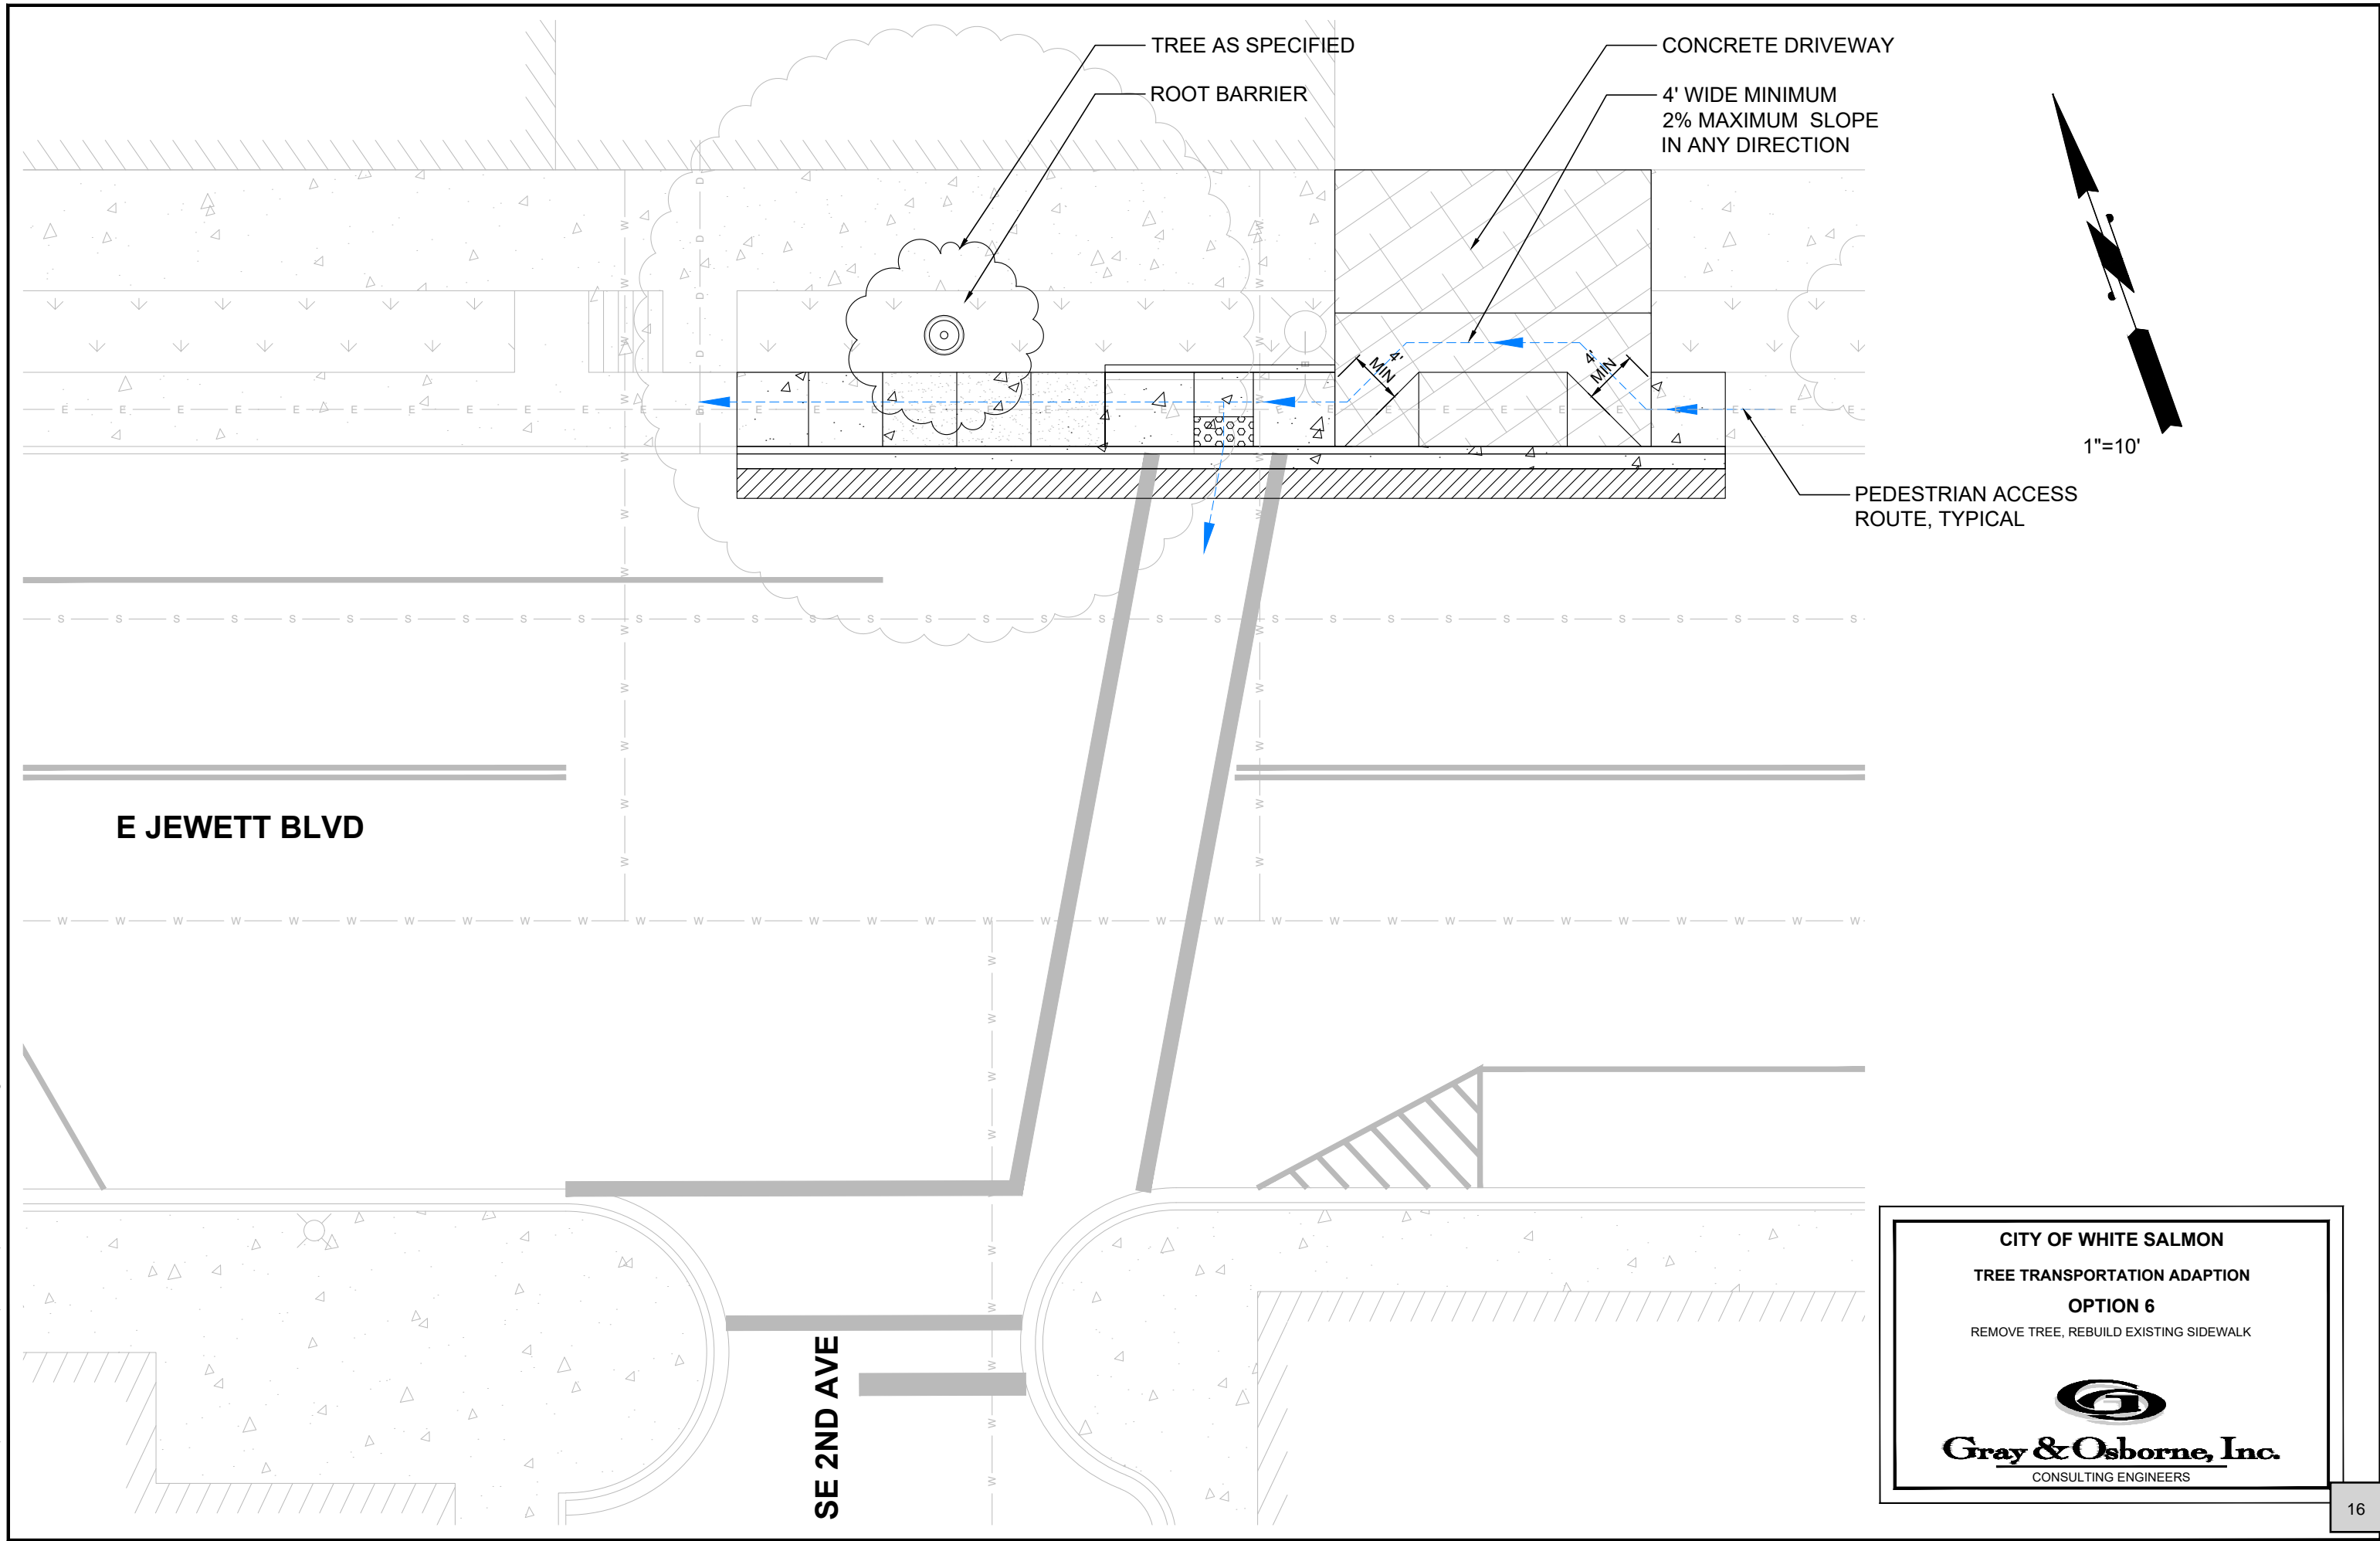 TREE AS SPECIFIED
ROOT BARRIER
CONCRETE DRIVEWAY
4' WIDE MINIMUM
2% MAXIMUM SLOPE
IN ANY DIRECTION
4'
MIN
4'
MIN
1"=10'
PEDESTRIAN ACCESS
ROUTE, TYPICAL
E JEWETT BLVD
SE 2ND AVE
CITY OF WHITE SALMON
TREE TRANSPORTATION ADAPTION
OPTION 6
REMOVE TREE, REBUILD EXISTING SIDEWALK
Gray & Osborne, Inc.
CONSULTING ENGINEERS
16